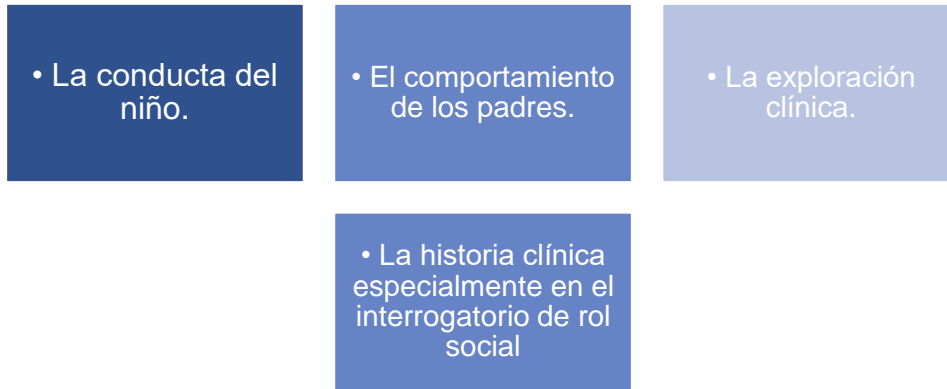 • La conducta del
niño.
• El comportamiento
de los padres.
• La exploración
clínica.
• La historia clínica
especialmente en el
interrogatorio de rol
social